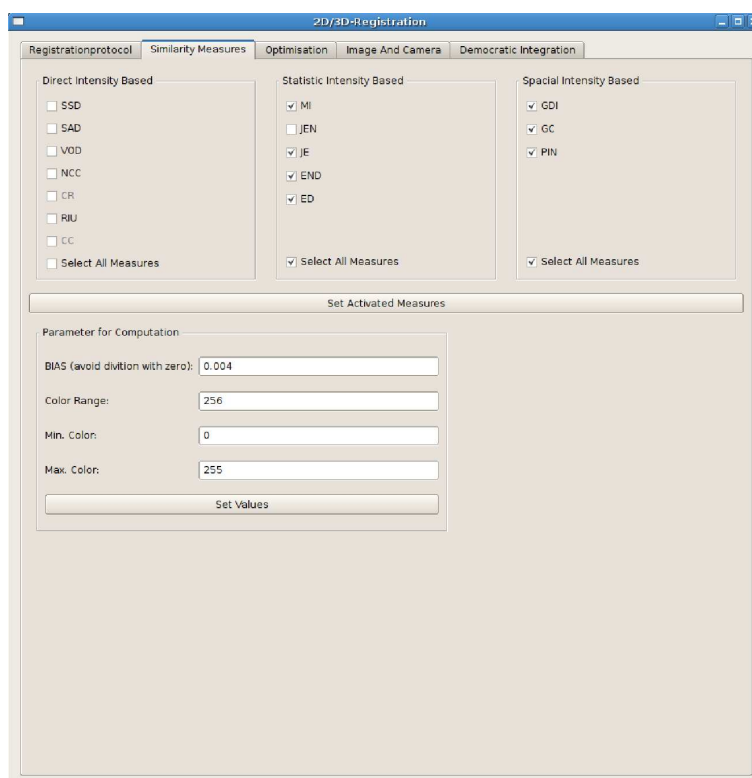 2D/3D-Registration
Registrationprotocol Similarity Measures Optimisation Image And Camera Democratic Integration
Direct Intensity Based
SSD
SAD
VOD
NCC
CR
RIU
CC
Select All Measures
Statistic Intensity Based
MI
JEN
JE
END
ED
Select All Measures
Spacial Intensity Based
GDI
GC
PIN
Select All Measures
Set Activated Measures
Parameter for Computation
BIAS (avoid divition with zero): 0.004
Color Range: 256
Min. Color: 0
Max. Color: 255
Set Values